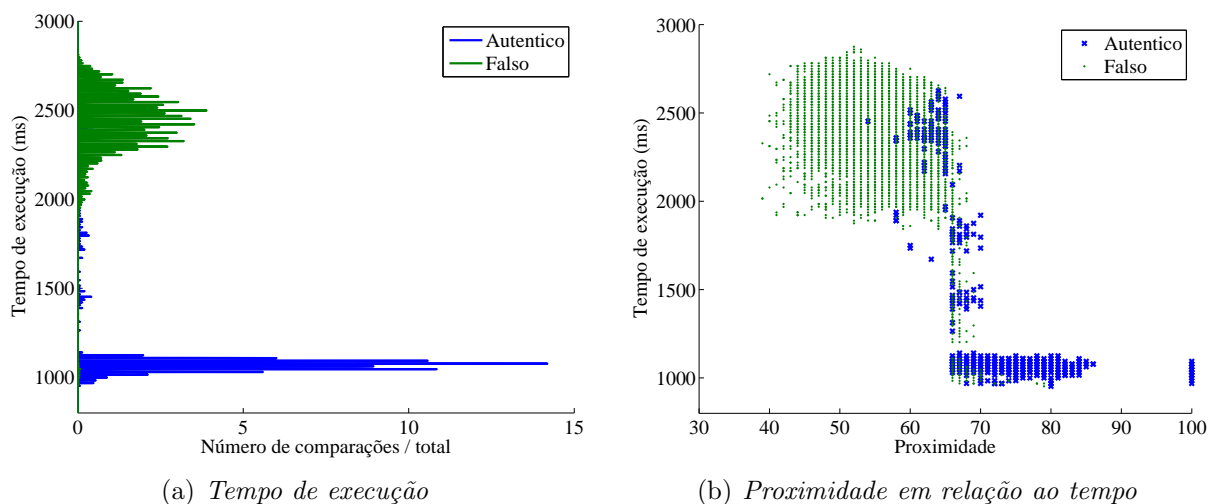 3000
2500
2000
1500
1000
Tempo de execução (ms)
0 5 10 15
Número de comparações / total
Autentico
Falso
(a) Tempo de execução
3000
2500
2000
1500
1000
Tempo de execução (ms)
30 40 50 60 70 80 90 100
Proximidade
Autentico
Falso
(b) Proximidade em relação ao tempo